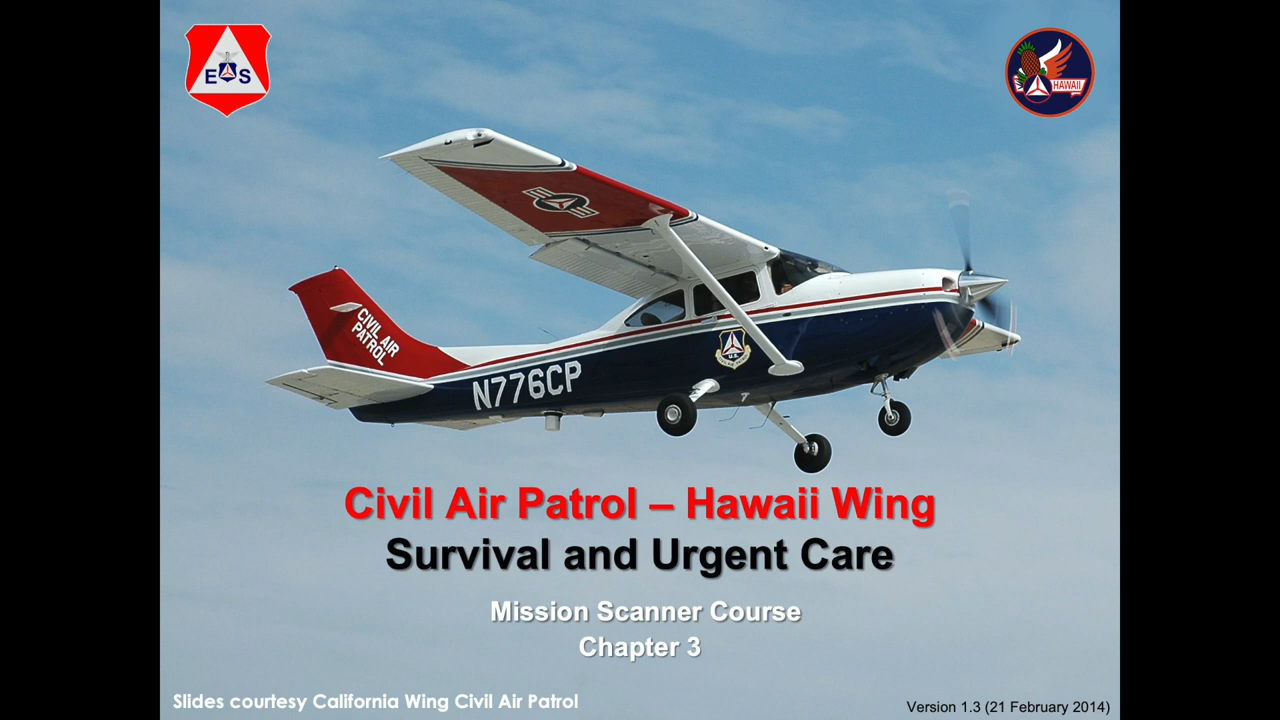 E S
HAWAII
CIVIL AIR
PATROL
N776CP
U.S.
Civil Air Patrol – Hawaii Wing
Survival and Urgent Care
Mission Scanner Course
Chapter 3
Slides courtesy California Wing Civil Air Patrol
Version 1.3 (21 February 2014)